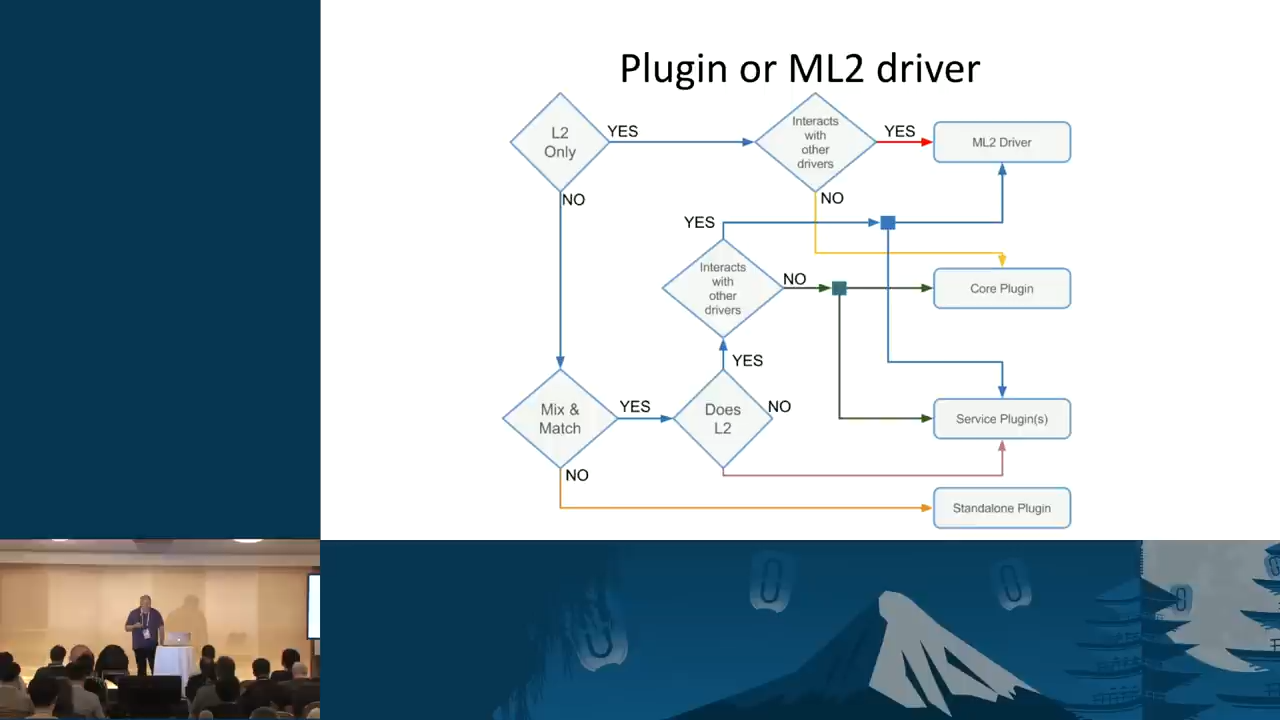 Plugin or ML2 driver
L2
Only
YES
Interacts
with
other
drivers
YES
ML2 Driver
NO
NO
YES
Interacts
with
other
drivers
NO
Core Plugin
YES
Mix &
Match
YES
Does
L2
NO
Service Plugin(s)
NO
Standalone Plugin